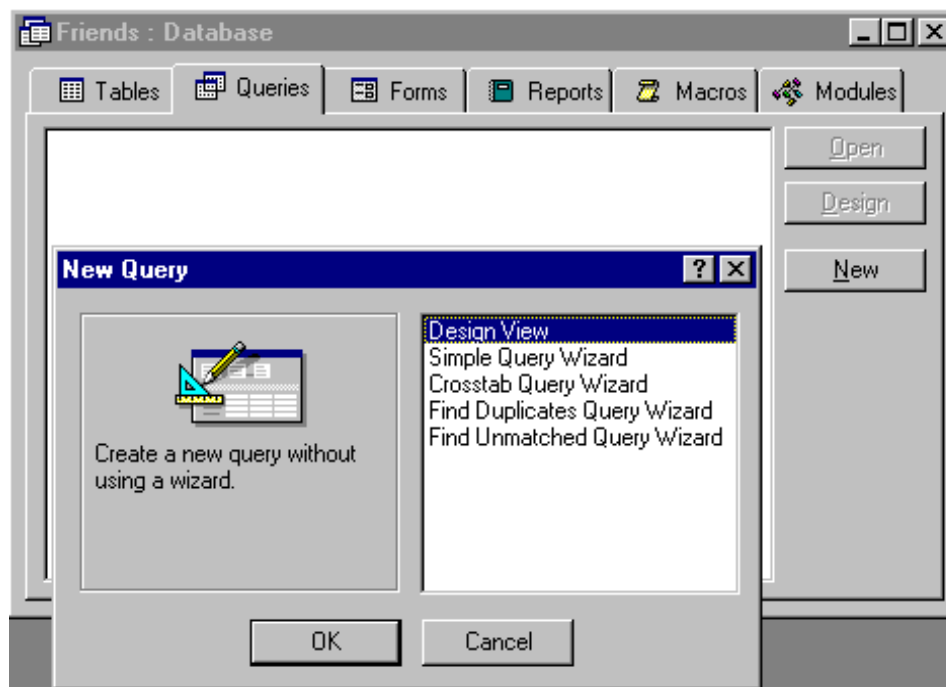 Friends : Database
Tables Queries Forms Reports Macros Modules
Open
Design
New
New Query
?
Design View
Simple Query Wizard
Crosstab Query Wizard
Find Duplicates Query Wizard
Find Unmatched Query Wizard
Create a new query without
using a wizard.
OK Cancel